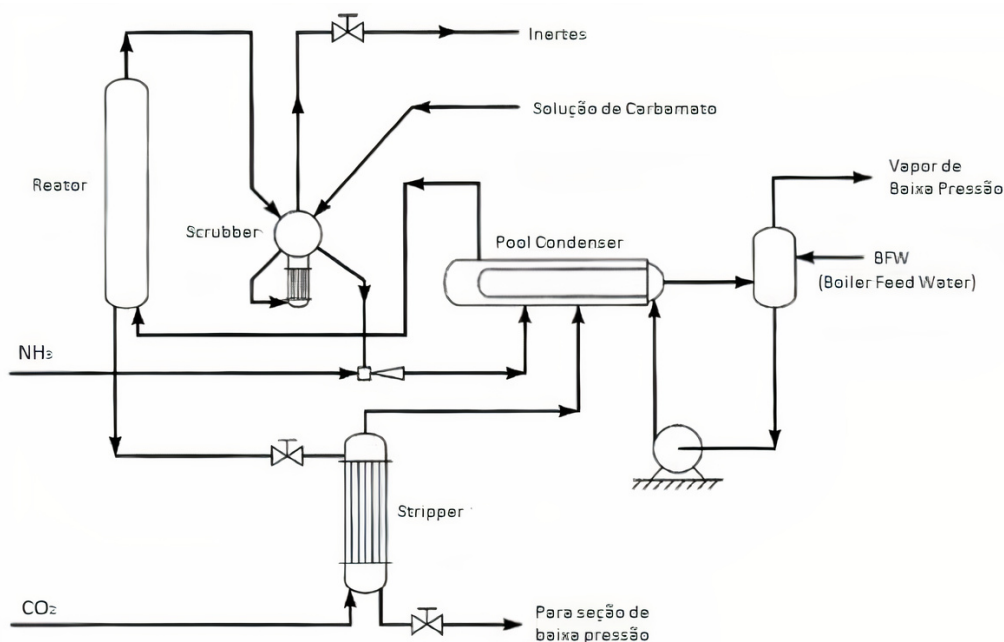 Inertes
Solução de Carbamato
Vapor de
Baixa Pressão
Reator
Scrubber
Pool Condenser
BFW
(Boiler Feed Water)
NH₃
Stripper
CO₂
Para seção de
baixa pressão